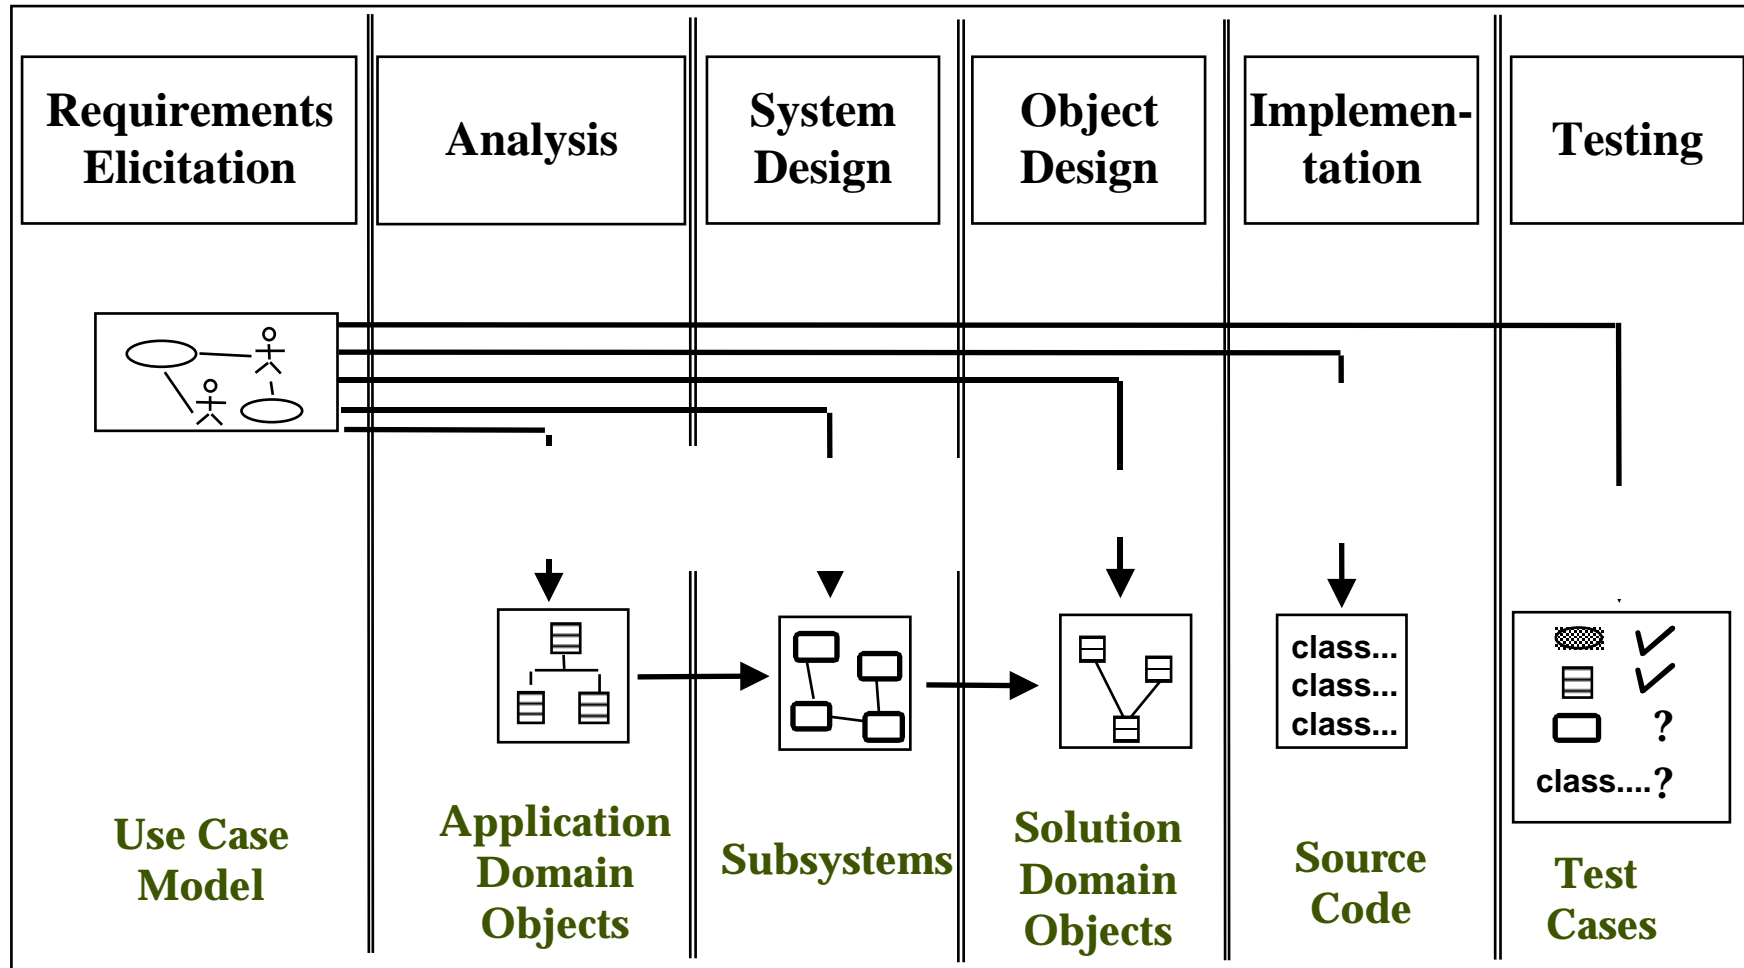 Requirements
Elicitation
Analysis
System
Design
Object
Design
Implemen-
tation
Testing
class...
class...
class...
?
class....?
Use Case
Model
Application
Domain
Objects
Subsystems
Solution
Domain
Objects
Source
Code
Test
Cases